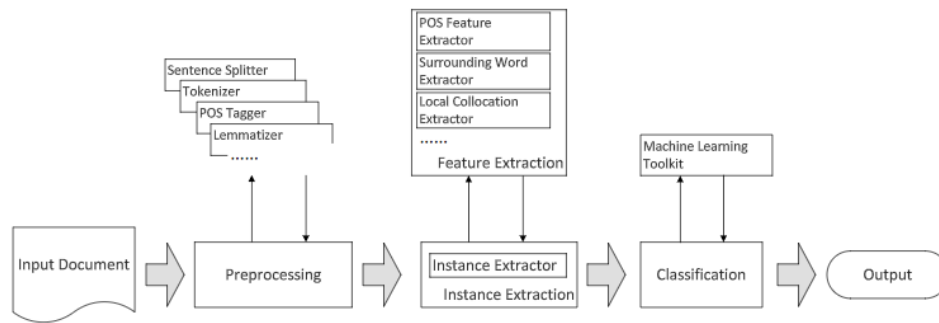 POS Feature
Extractor
Surrounding Word
Extractor
Local Collocation
Extractor
......
Feature Extraction
Sentence Splitter
Tokenizer
POS Tagger
Lemmatizer
......
Machine Learning
Toolkit
Input Document
Preprocessing
Instance Extractor
Instance Extraction
Classification
Output